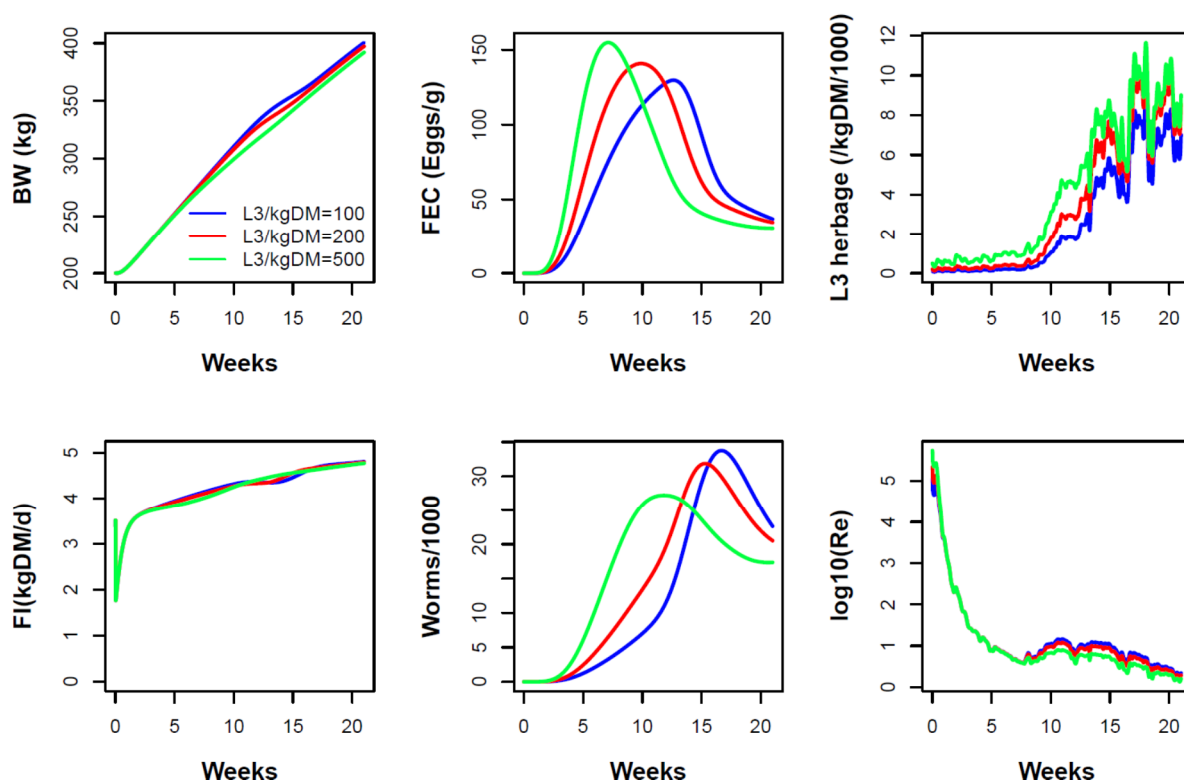 BW (kg)
400
350
300
250
200
L3/kgDM=100
L3/kgDM=200
L3/kgDM=500
0 5 10 15 20
Weeks
FEC (Eggs/g)
150
100
50
0
0 5 10 15 20
Weeks
L3 herbage (/kgDM/1000)
12
10
8
6
4
2
0
0 5 10 15 20
Weeks
FI(kgDM/d)
5
4
3
2
1
0
0 5 10 15 20
Weeks
Worms/1000
30
20
10
5
0
0 5 10 15 20
Weeks
log10(Re)
5
4
3
2
1
0
0 5 10 15 20
Weeks